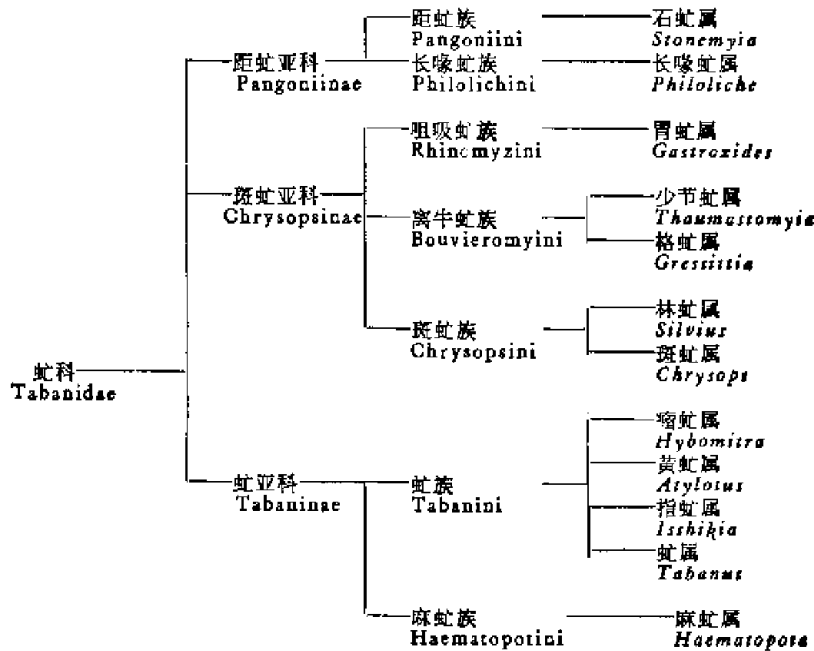 距虻族
Pangoniini
石虻属
Stonemyia
距虻亚科
Pangoniinae
长喙虻族
Philolichini
长喙虻属
Philoliche
咀吸虻族
Rhinomyzini
胃虻属
Gastroxides
斑虻亚科
Chrysopsinae
离牛虻族
Bouvieromyini
少节虻属
Thaumastomyia
格虻属
Gressittia
斑虻族
Chrysopsini
林虻属
Silvius
斑虻属
Chrysops
虻科
Tabanidae
瘤虻属
Hybomitra
黄虻属
Atylotus
虻亚科
Tabaninae
虻族
Tabanini
指虻属
Isshikia
虻属
Tabanus
麻虻族
Haematopotini
麻虻属
Haematopota